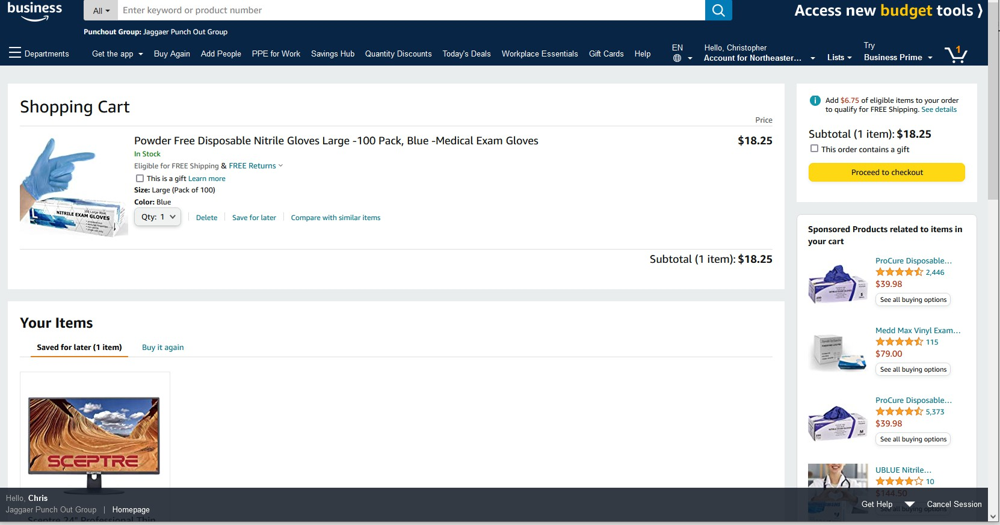 business
All
Enter keyword or product number
Access new budget tools ⟩
Punchout Group: Jaggaer Punch Out Group
Departments
Get the app
Buy Again
Add People
PPE for Work
Savings Hub
Quantity Discounts
Today's Deals
Workplace Essentials
Gift Cards
Help
EN
Hello, Christopher
Account for Northeaster...
Lists
Try
Business Prime
1
Shopping Cart
Price
Powder Free Disposable Nitrile Gloves Large -100 Pack, Blue -Medical Exam Gloves
$18.25
In Stock
Eligible for FREE Shipping & FREE Returns
This is a gift Learn more
Size: Large (Pack of 100)
Color: Blue
Qty: 1
Delete
Save for later
Compare with similar items
100 Large Blue
NITRILE EXAM GLOVES
Subtotal (1 item): $18.25
Add $6.75 of eligible items to your order
to qualify for FREE Shipping. See details
Subtotal (1 item): $18.25
This order contains a gift
Proceed to checkout
Sponsored Products related to items in
your cart
ProCure Disposable...
2,446
$39.98
See all buying options
Medd Max Vinyl Exam...
115
$79.00
See all buying options
ProCure Disposable...
5,373
$39.98
See all buying options
UBLUE Nitrile...
10
$144.50
See all buying options
Your Items
Saved for later (1 item)
Buy it again
SCEPTRE
SCEPTRE
Sceptre 24" Professional Thin
Hello, Chris
Jaggaer Punch Out Group | Homepage
Get Help
Cancel Session